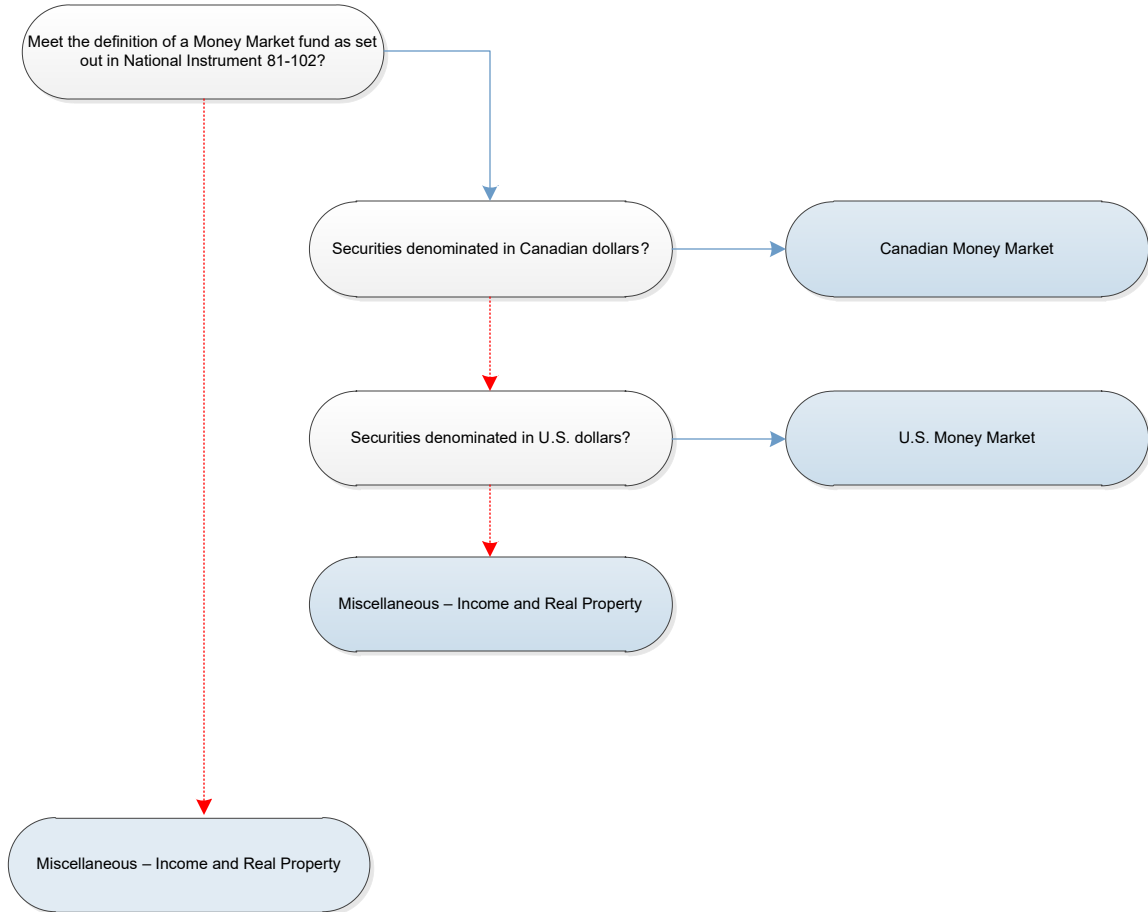 Meet the definition of a Money Market fund as set
out in National Instrument 81-102?
Securities denominated in Canadian dollars?
Canadian Money Market
Securities denominated in U.S. dollars?
U.S. Money Market
Miscellaneous – Income and Real Property
Miscellaneous – Income and Real Property